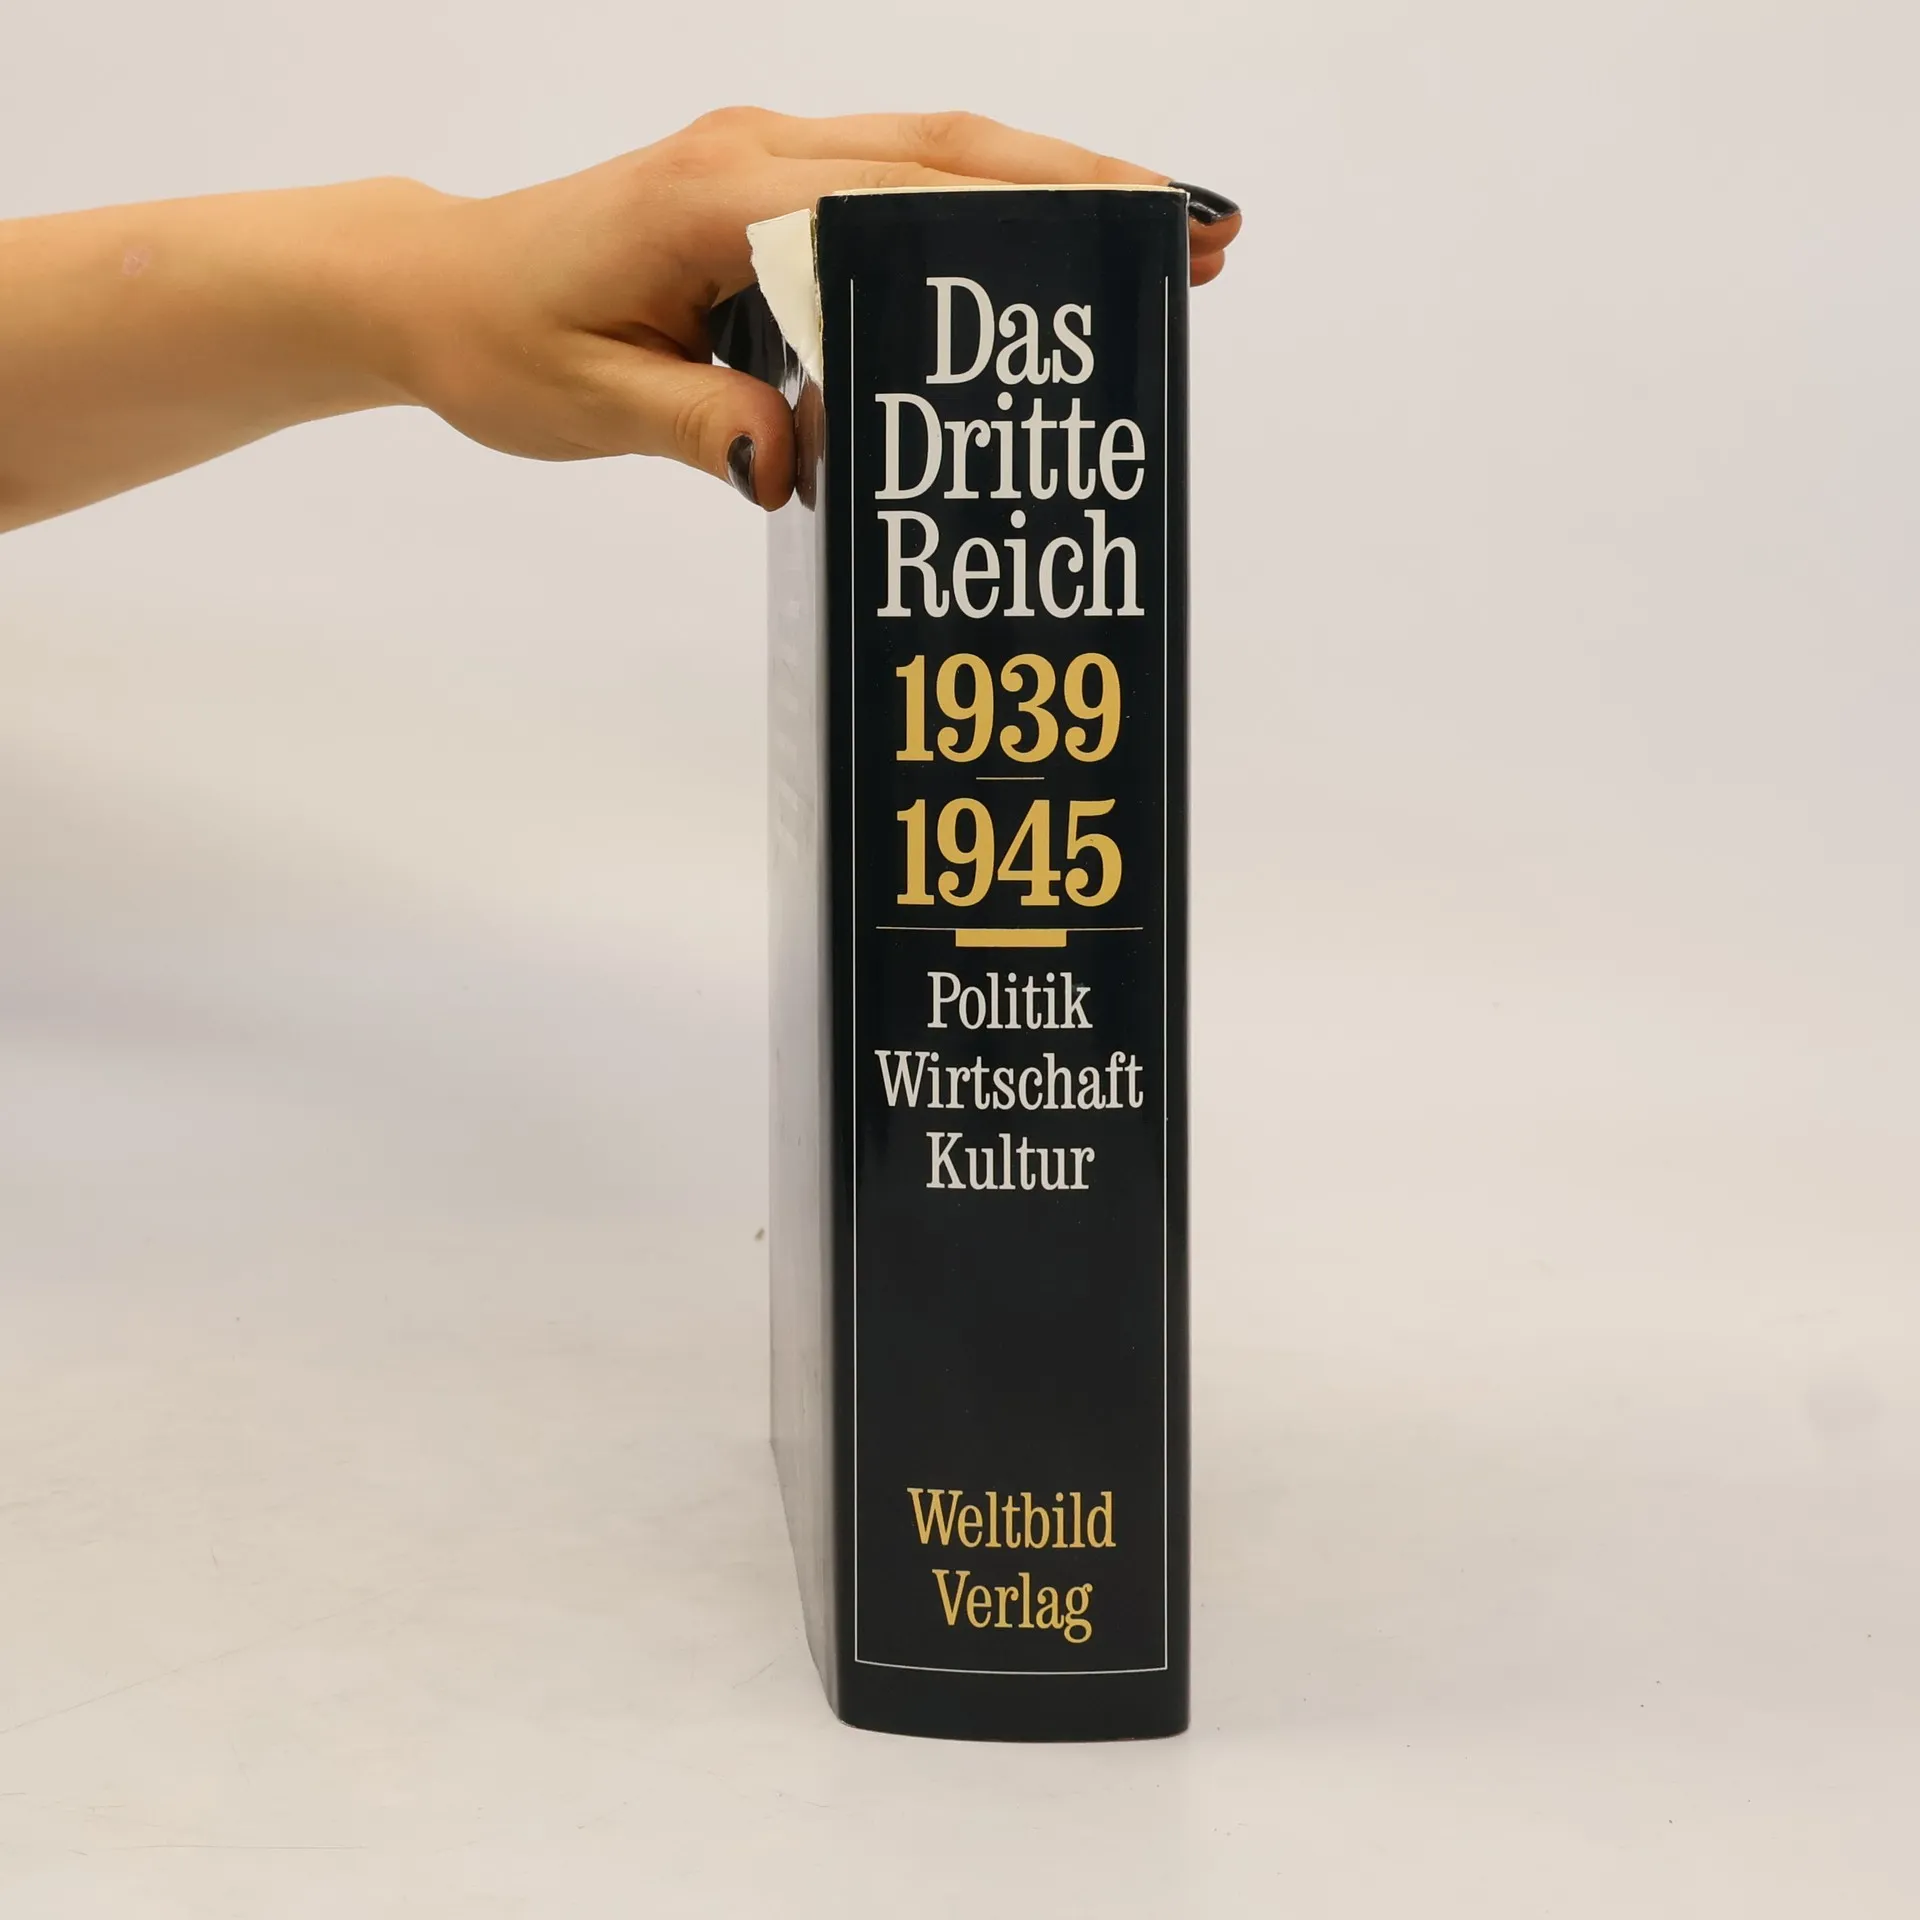 Das
Dritte
Reich
1939
1945
Politik
Wirtschaft
Kultur
Weltbild
Verlag